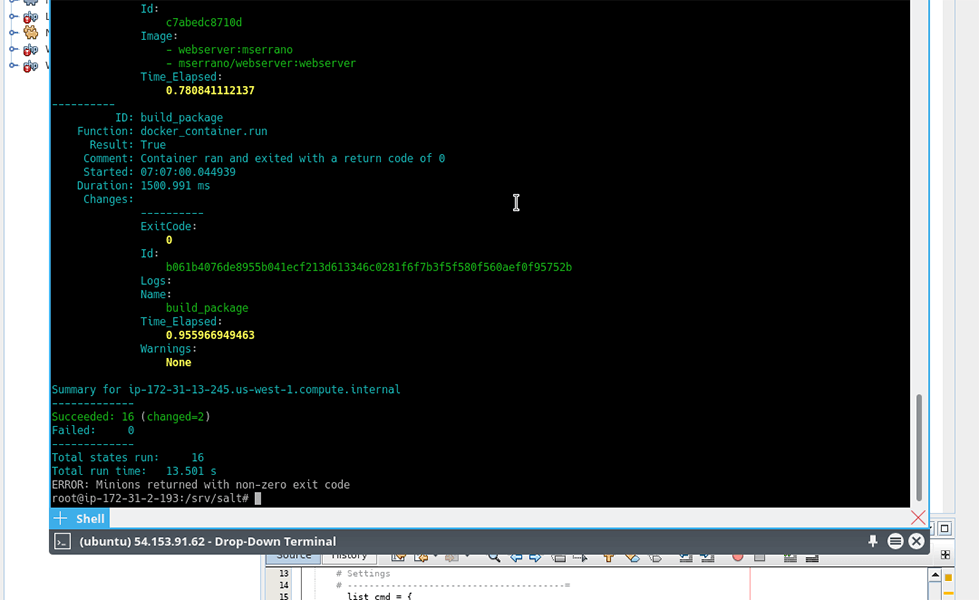 Id:
c7abedc8710d
Image:
- webserver:mserrano
- mserrano/webserver:webserver
Time_Elapsed:
0.780841112137
----------
ID: build_package
Function: docker_container.run
Result: True
Comment: Container ran and exited with a return code of 0
Started: 07:07:00.044939
Duration: 1500.991 ms
Changes:
----------
ExitCode:
0
Id:
b061b4076de8955b041ecf213d613346c0281f6f7b3f5f580f560aef0f95752b
Logs:
Name:
build_package
Time_Elapsed:
0.955966949463
Warnings:
None
Summary for ip-172-31-13-245.us-west-1.compute.internal
-------------
Succeeded: 16 (changed=2)
Failed: 0
-------------
Total states run: 16
Total run time: 13.501 s
ERROR: Minions returned with non-zero exit code
root@ip-172-31-2-193:/srv/salt#
Shell
(ubuntu) 54.153.91.62 - Drop-Down Terminal
Source History
13 # Settings
14 # ----------------------------------------=
15 list cmd = {